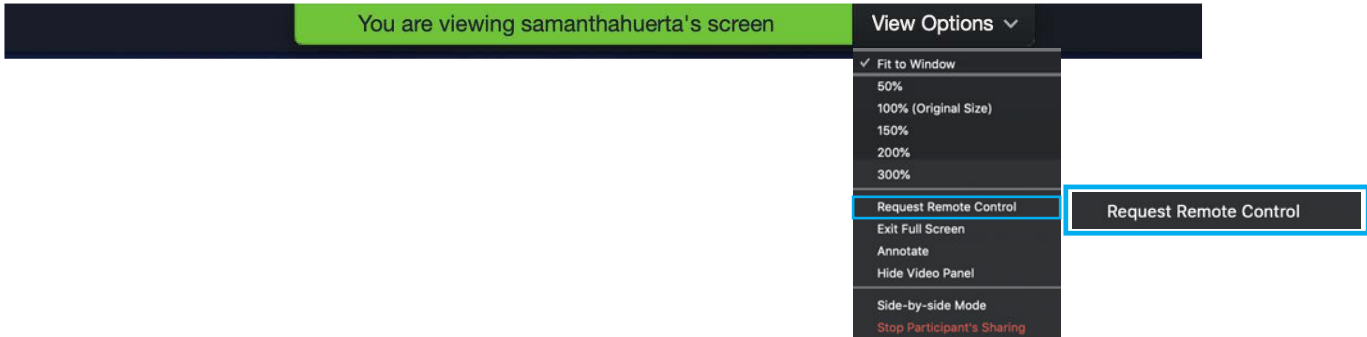 You are viewing samanthahuerta's screen
View Options
Fit to Window
50%
100% (Original Size)
150%
200%
300%
Request Remote Control
Request Remote Control
Exit Full Screen
Annotate
Hide Video Panel
Side-by-side Mode
Stop Participant's Sharing